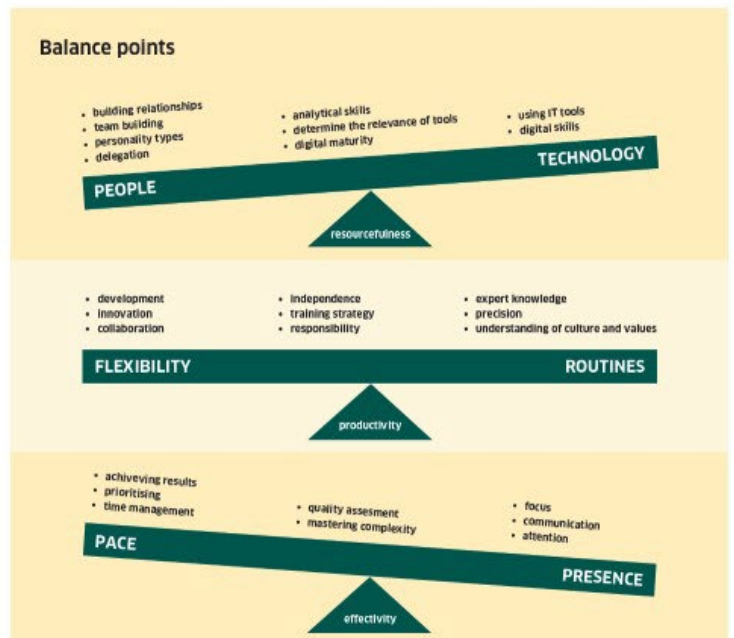 Balance points
• building relationships
• team building
• personality types
• delegation
• analytical skills
• determine the relevance of tools
• digital maturity
• using IT tools
• digital skills
PEOPLE
TECHNOLOGY
resourcefulness
• development
• innovation
• collaboration
• independence
• training strategy
• responsibility
• expert knowledge
• precision
• understanding of culture and values
FLEXIBILITY
ROUTINES
productivity
• achiveving results
• prioritising
• time management
• quality assesment
• mastering complexity
• focus
• communication
• attention
PACE
PRESENCE
effectivity